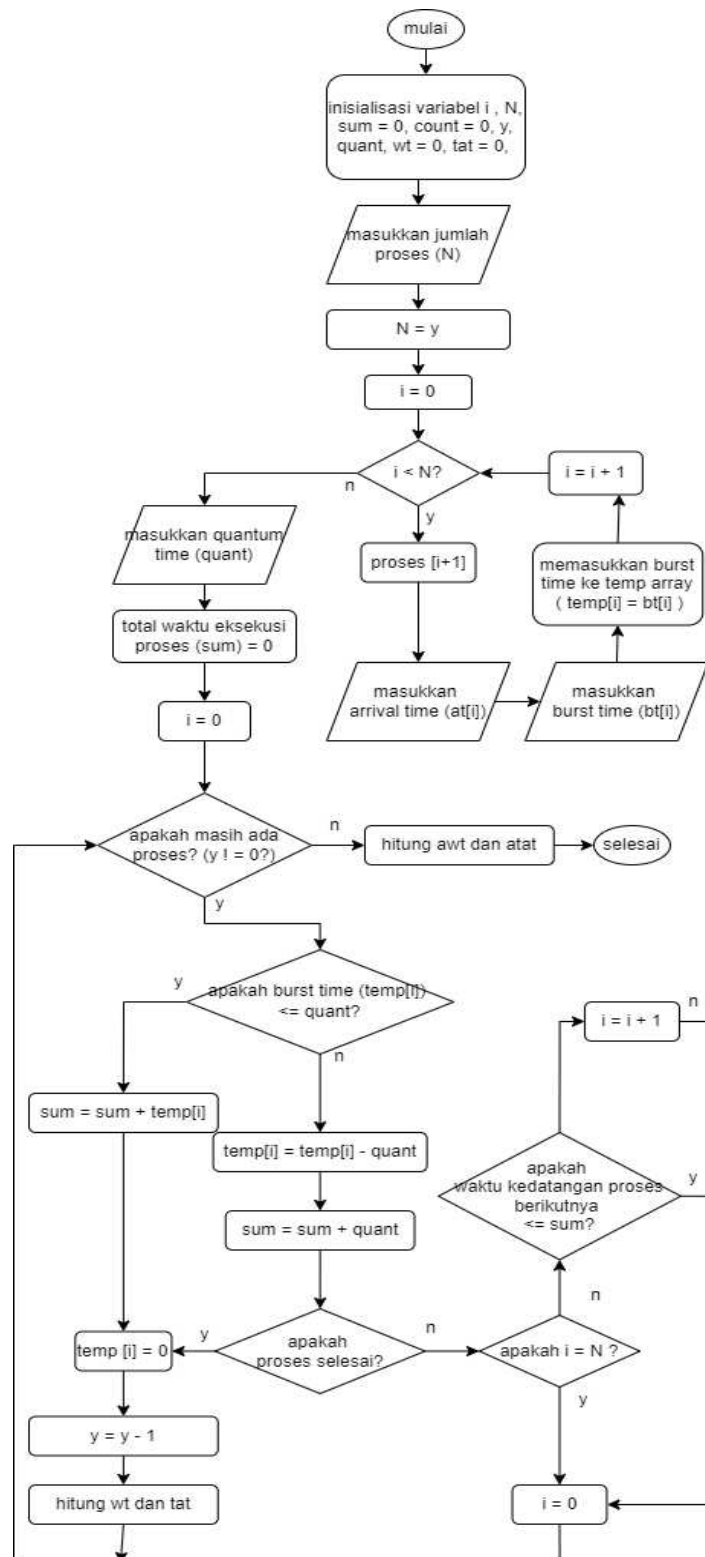 mulai
inisialisasi variabel i , N,
sum = 0, count = 0, y,
quant, wt = 0, tat = 0,
masukkan jumlah
proses (N)
N = y
i = 0
i < N?
n
y
i = i + 1
masukkan quantum
time (quant)
proses [i+1]
memasukkan burst
time ke temp array
( temp[i] = bt[i] )
total waktu eksekusi
proses (sum) = 0
masukkan
arrival time (at[i])
masukkan
burst time (bt[i])
i = 0
apakah masih ada
proses? (y ! = 0?)
n
hitung awt dan atat
selesai
y
apakah burst time (temp[i])
<= quant?
y
n
i = i + 1
n
sum = sum + temp[i]
temp[i] = temp[i] - quant
apakah
waktu kedatangan proses
berikutnya
<= sum?
y
sum = sum + quant
n
temp [i] = 0
y
apakah
proses selesai?
n
apakah i = N ?
y
y = y - 1
hitung wt dan tat
i = 0